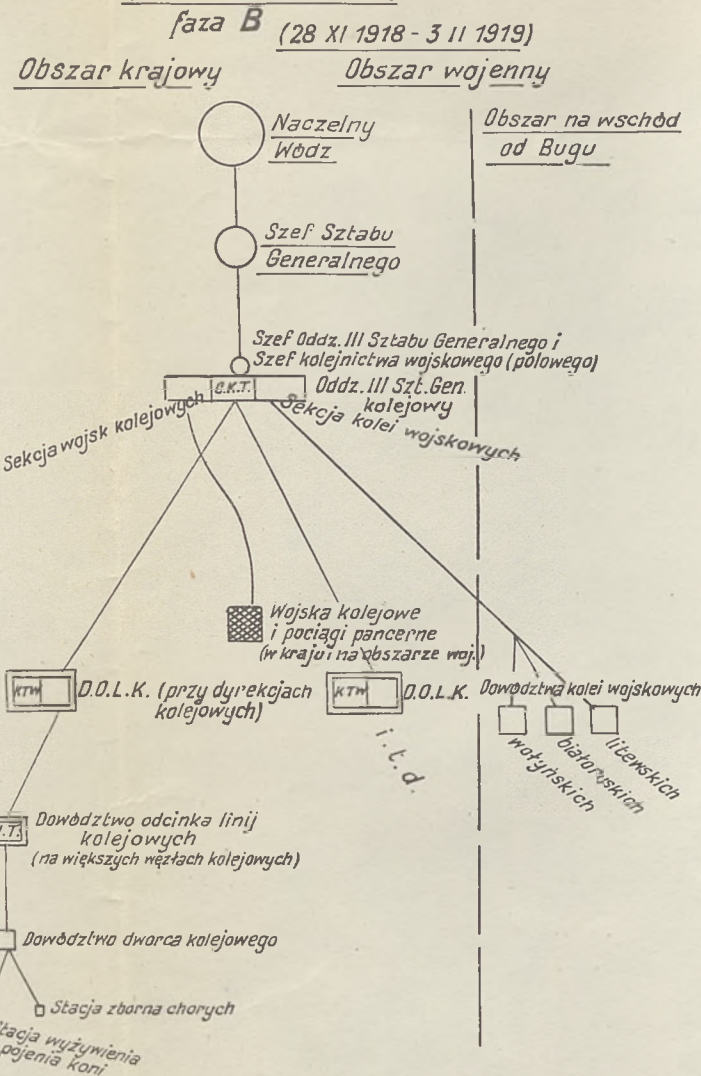 faza B (28 XI 1918 - 3 II 1919)
Obszar krajowy
Obszar wojenny
Obszar na wschód
od Bugu
Naczelny
Wódz
Szef Sztabu
Generalnego
Szef Oddz. III Sztabu Generalnego i
Szef kolejnictwa wojskowego (polowego)
C.K.T.
Oddz. III Szt. Gen.
kolejowy
Sekcja wojsk kolejowych
Sekcja kolei wojskowych
Wojska kolejowe
i pociągi pancerne
(w kraju i na obszarze woj.)
KTW
D.O.L.K. (przy dyrekcjach
kolejowych)
KTW
D.O.L.K.
i.t.d.
Dowództwa kolei wojskowych
wołyńskich
białoruskich
litewskich
.T.
Dowództwo odcinka linij
kolejowych
(na większych węzłach kolejowych)
Dowództwo dworca kolejowego
Stacja zborna chorych
tacja wyżywienia
pojenia koni